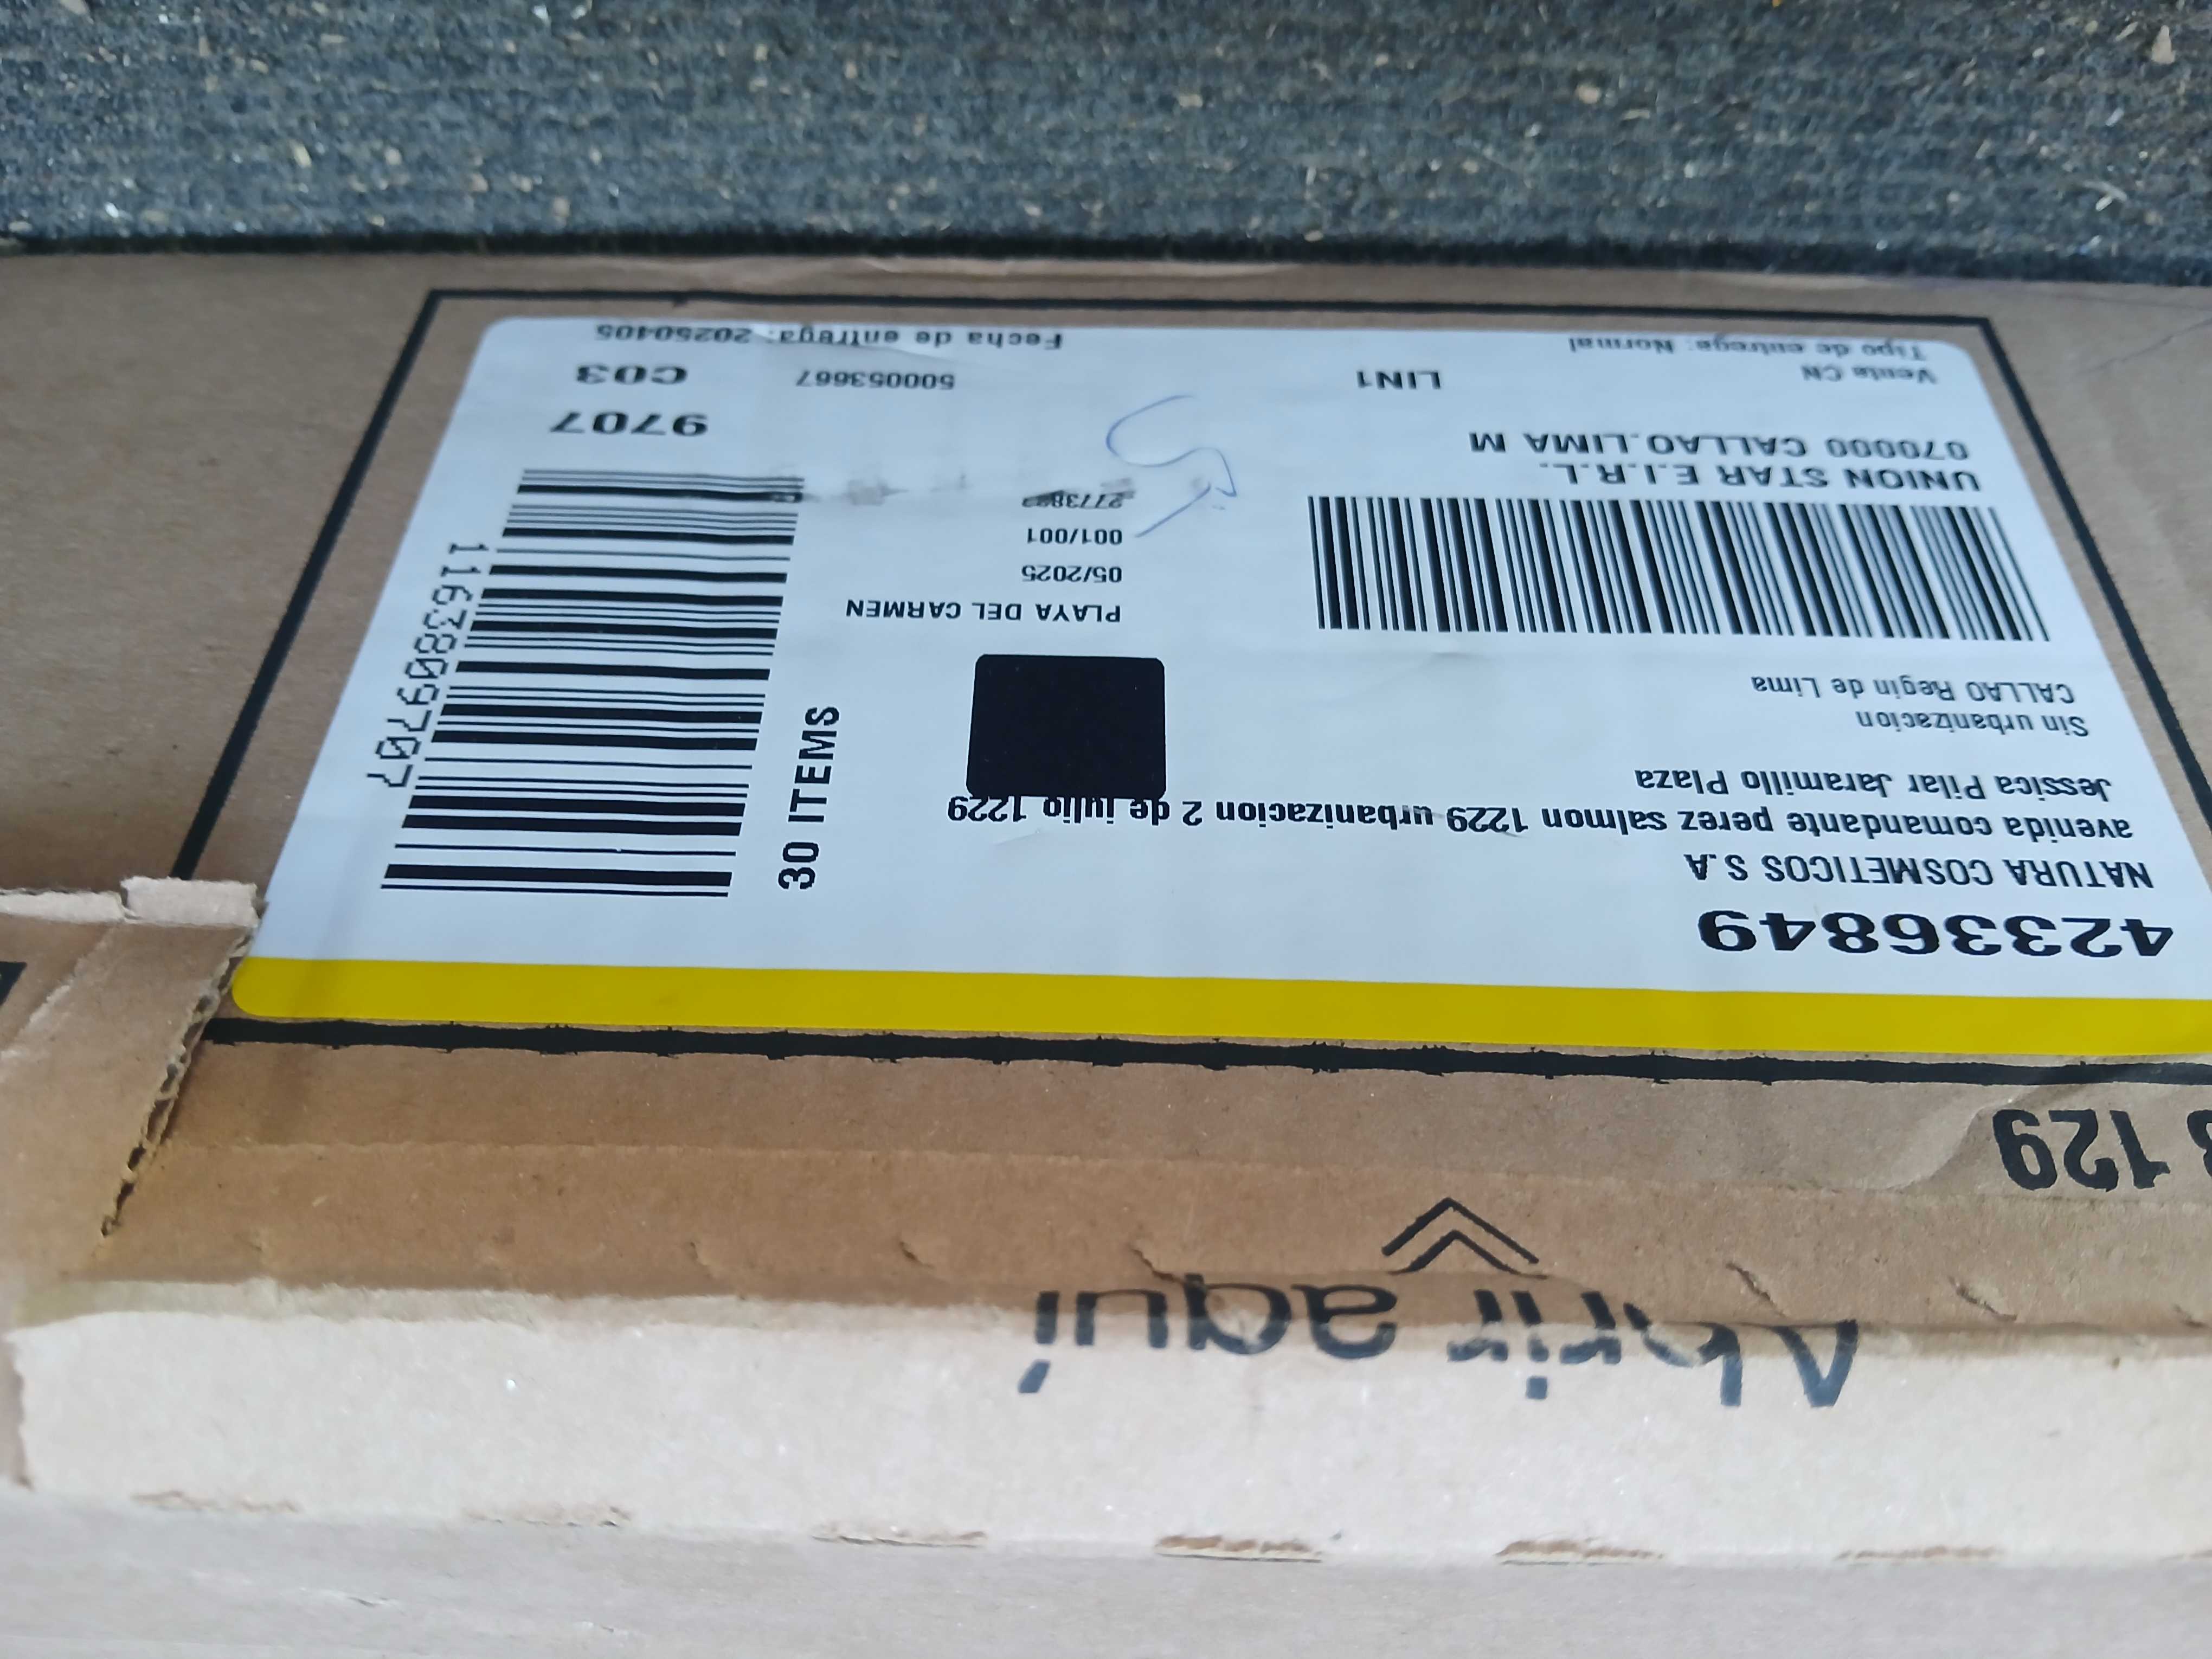 Abrir aquí
129
42336849
NATURA COSMETICOS S.A
avenida comandante perez salmon 1229 urbanizacion 2 de julio 1229
Jessica Pilar Jaramillo Plaza
Sin urbanizacion
CALLAO Regin de Lima
UNION STAR E.I.R.L.
070000 CALLAO.LIMA M
Venta CN
LIN1
Tipo de entrega: Normal
PLAYA DEL CARMEN
05/2025
001/001
30 ITEMS
1163809707
9707
500053667
C03
Fecha de entrega: 20250405